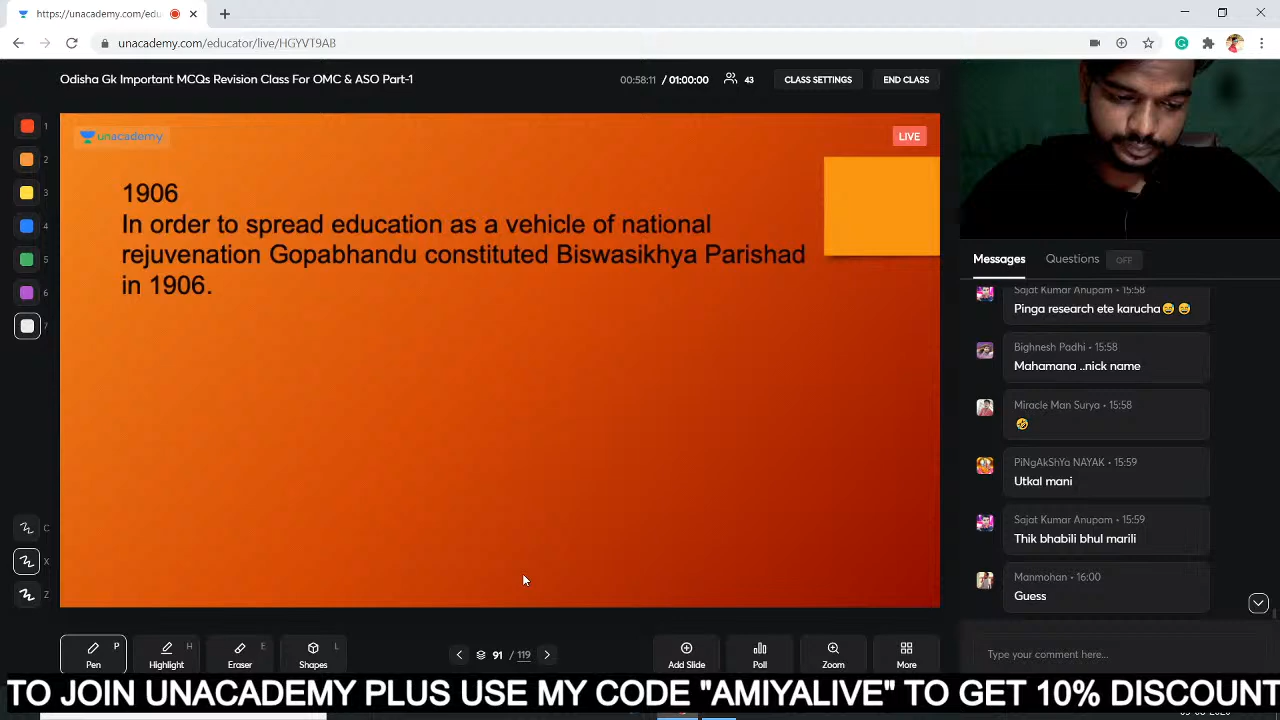 https://unacademy.com/edu
unacademy.com/educator/live/HGYVT9AB
Odisha Gk Important MCQs Revision Class For OMC & ASO Part-1
00:58:11 / 01:00:00
43
CLASS SETTINGS
END CLASS
1
2
3
4
5
6
7
C
X
Z
unacademy
LIVE
1906
In order to spread education as a vehicle of national
rejuvenation Gopabhandu constituted Biswasikhya Parishad
in 1906.
Messages
Questions
OFF
Sajat Kumar Anupam • 15:58
Pinga research ete karucha😆 😆
Bighnesh Padhi • 15:58
Mahamana ..nick name
Miracle Man Surya • 15:58
🤣
PiNgAkShYa NAYAK • 15:59
Utkal mani
Sajat Kumar Anupam • 15:59
Thik bhabili bhul marili
Manmohan • 16:00
Guess
Type your comment here...
P
Pen
H
Highlight
E
Eraser
L
Shapes
91 / 119
Add Slide
Poll
Zoom
More
TO JOIN UNACADEMY PLUS USE MY CODE "AMIYALIVE" TO GET 10% DISCOUNT